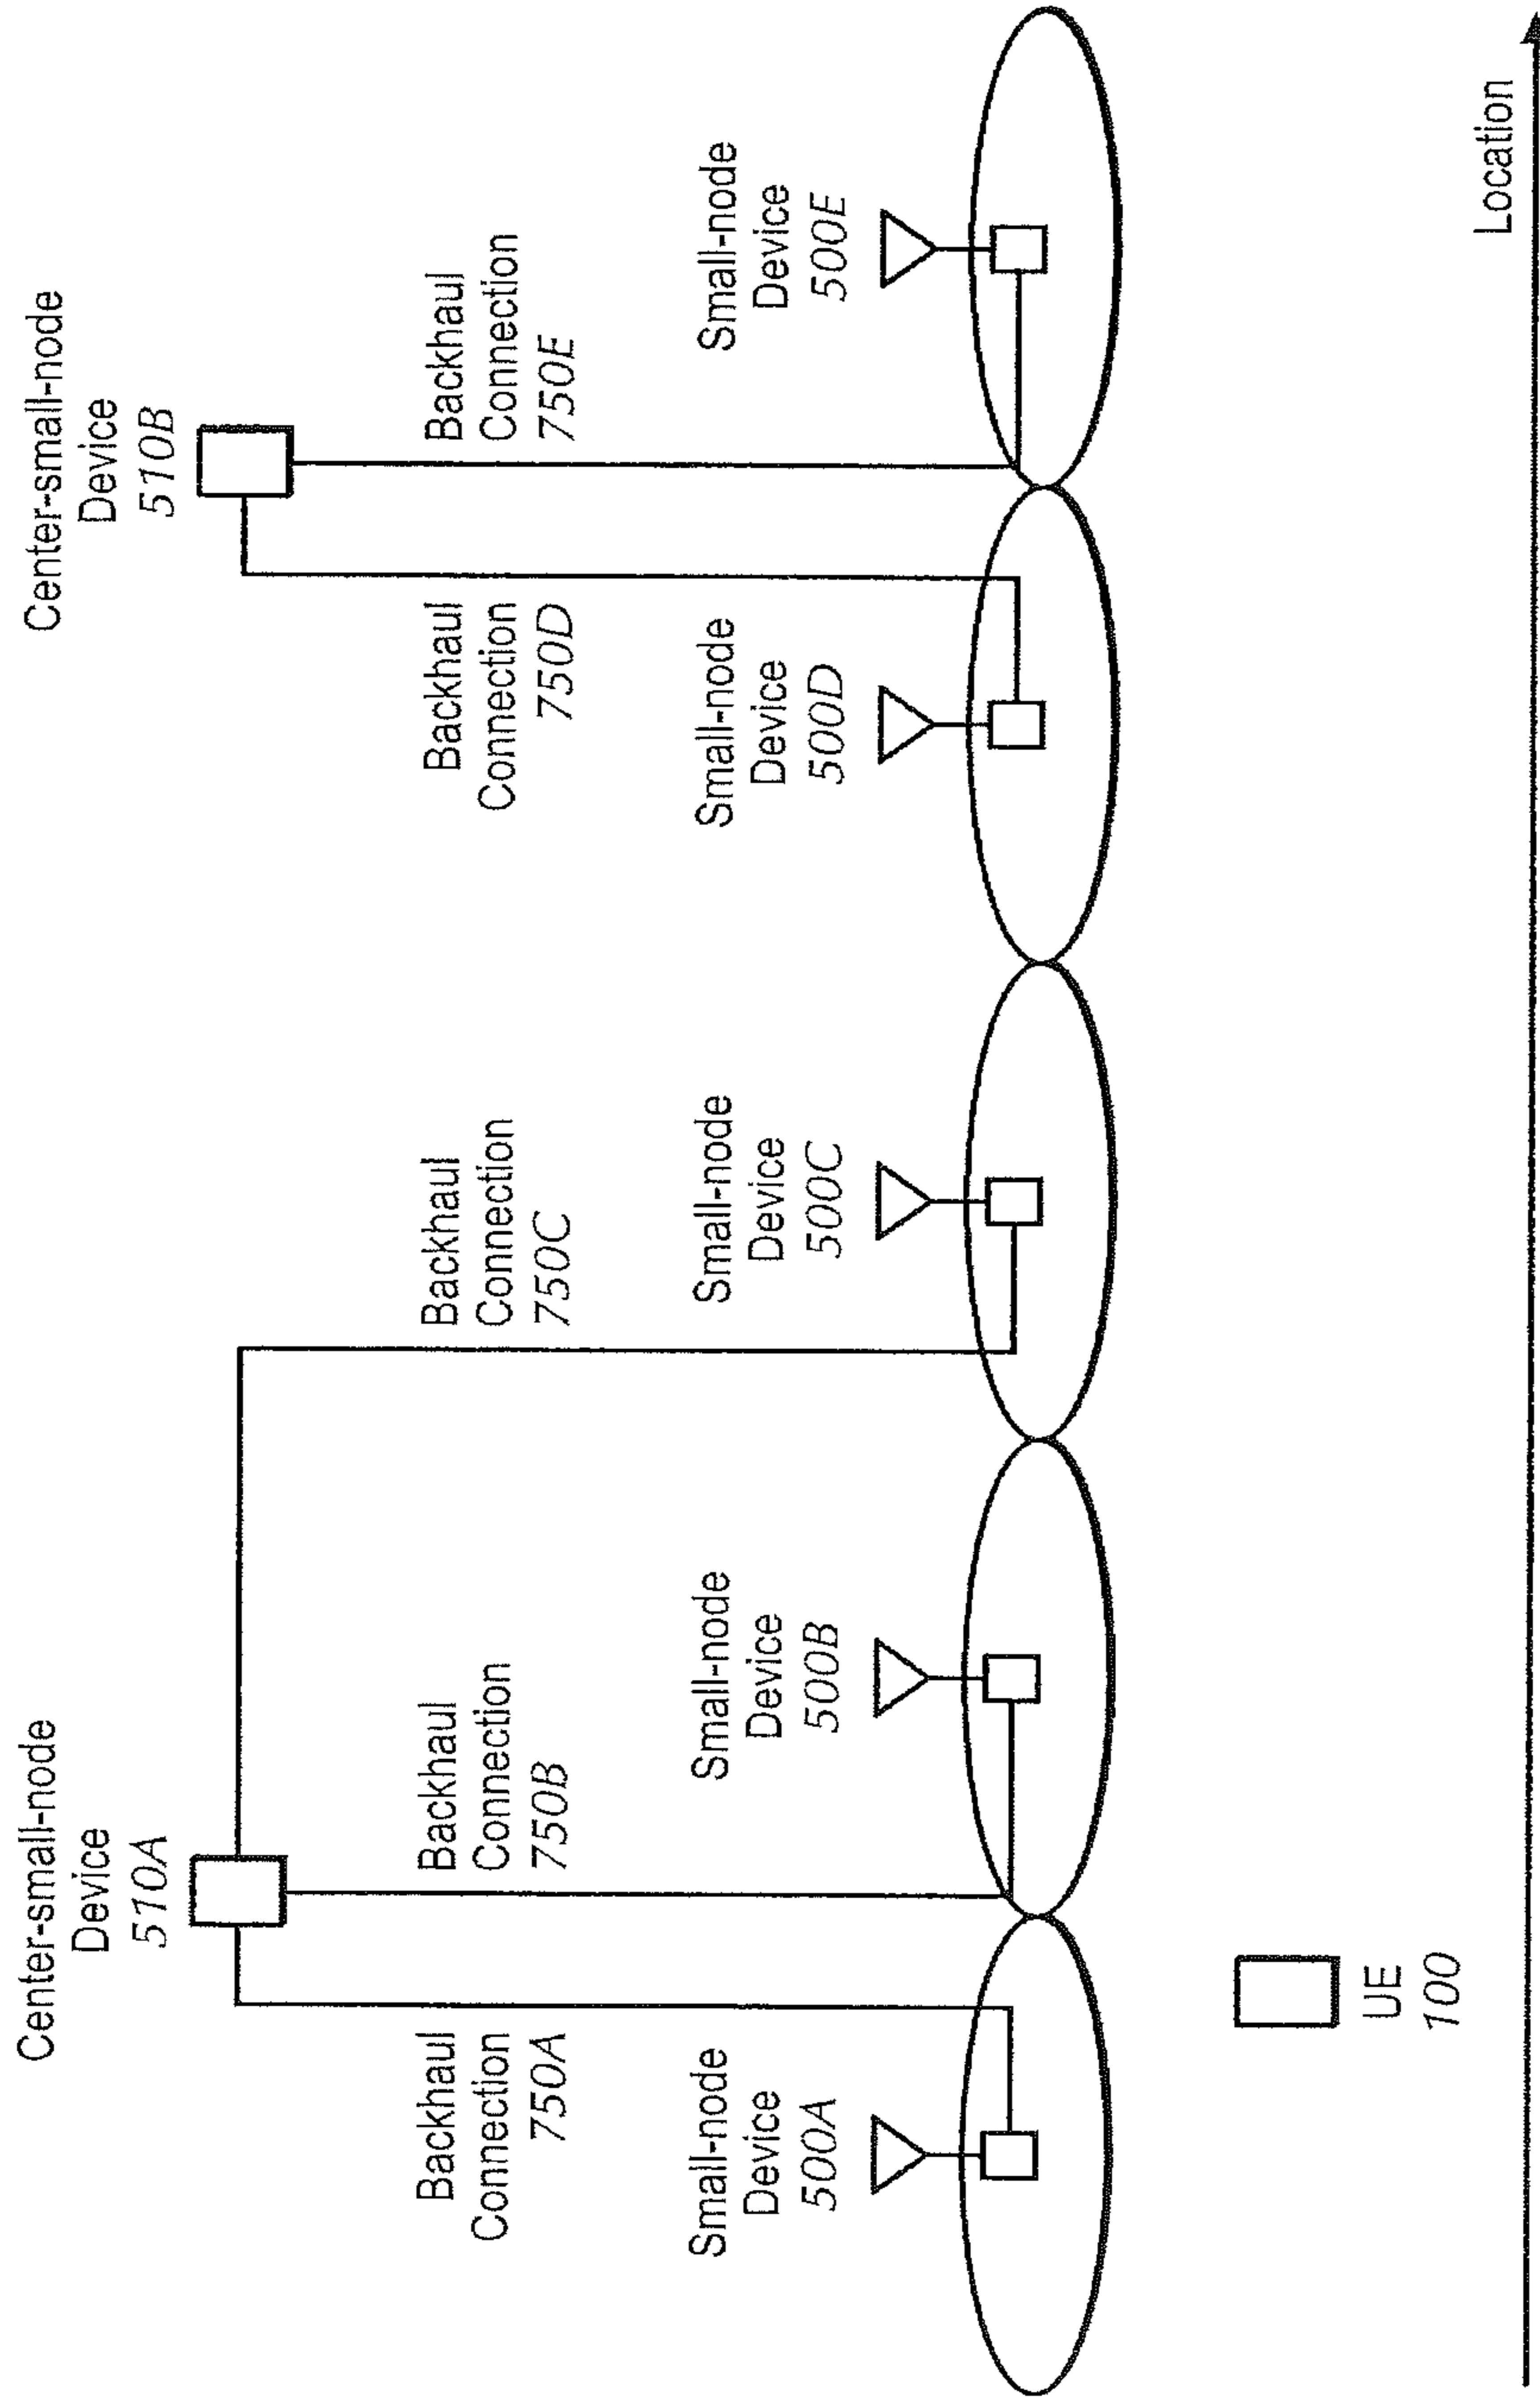 Center-small-node
Device
510A
Center-small-node
Device
510B
Backhaul
Connection
750A
Backhaul
Connection
750B
Backhaul
Connection
750C
Backhaul
Connection
750D
Backhaul
Connection
750E
Small-node
Device
500A
Small-node
Device
500B
Small-node
Device
500C
Small-node
Device
500D
Small-node
Device
500E
UE
100
Location